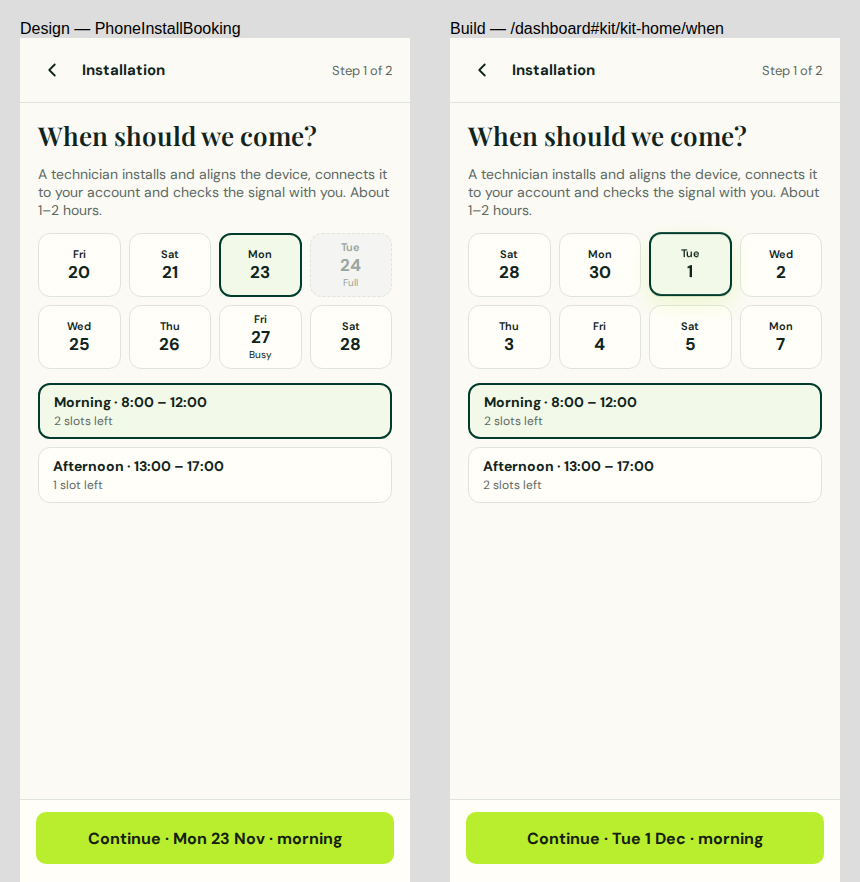 Design — PhoneInstallBooking
Installation
Step 1 of 2
When should we come?
A technician installs and aligns the device, connects it
to your account and checks the signal with you. About
1–2 hours.
Fri
20
Sat
21
Mon
23
Tue
24
Full
Wed
25
Thu
26
Fri
27
Busy
Sat
28
Morning · 8:00 – 12:00
2 slots left
Afternoon · 13:00 – 17:00
1 slot left
Continue · Mon 23 Nov · morning
Build — /dashboard#kit/kit-home/when
Installation
Step 1 of 2
When should we come?
A technician installs and aligns the device, connects it
to your account and checks the signal with you. About
1–2 hours.
Sat
28
Mon
30
Tue
1
Wed
2
Thu
3
Fri
4
Sat
5
Mon
7
Morning · 8:00 – 12:00
2 slots left
Afternoon · 13:00 – 17:00
2 slots left
Continue · Tue 1 Dec · morning